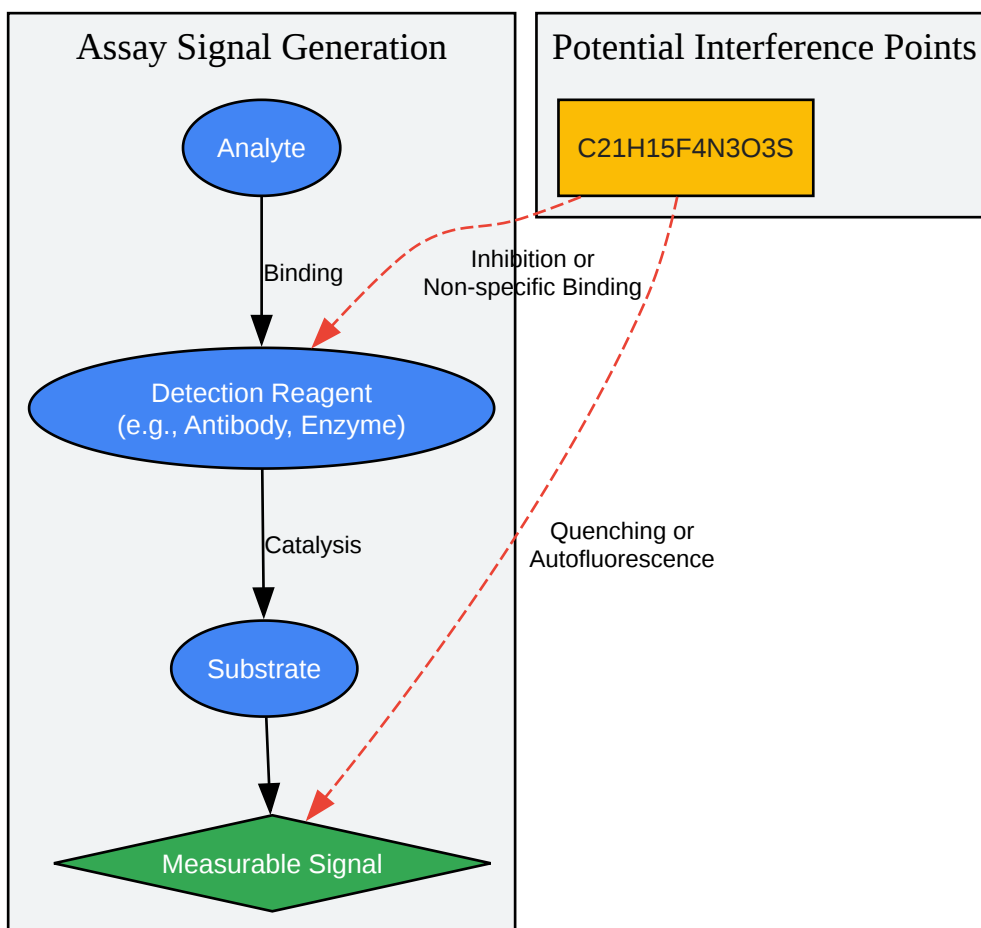 Assay Signal Generation
Potential Interference Points
Analyte
C21H15F4N3O3S
Binding
Inhibition or
Non-specific Binding
Detection Reagent
(e.g., Antibody, Enzyme)
Catalysis
Quenching or
Autofluorescence
Substrate
Measurable Signal